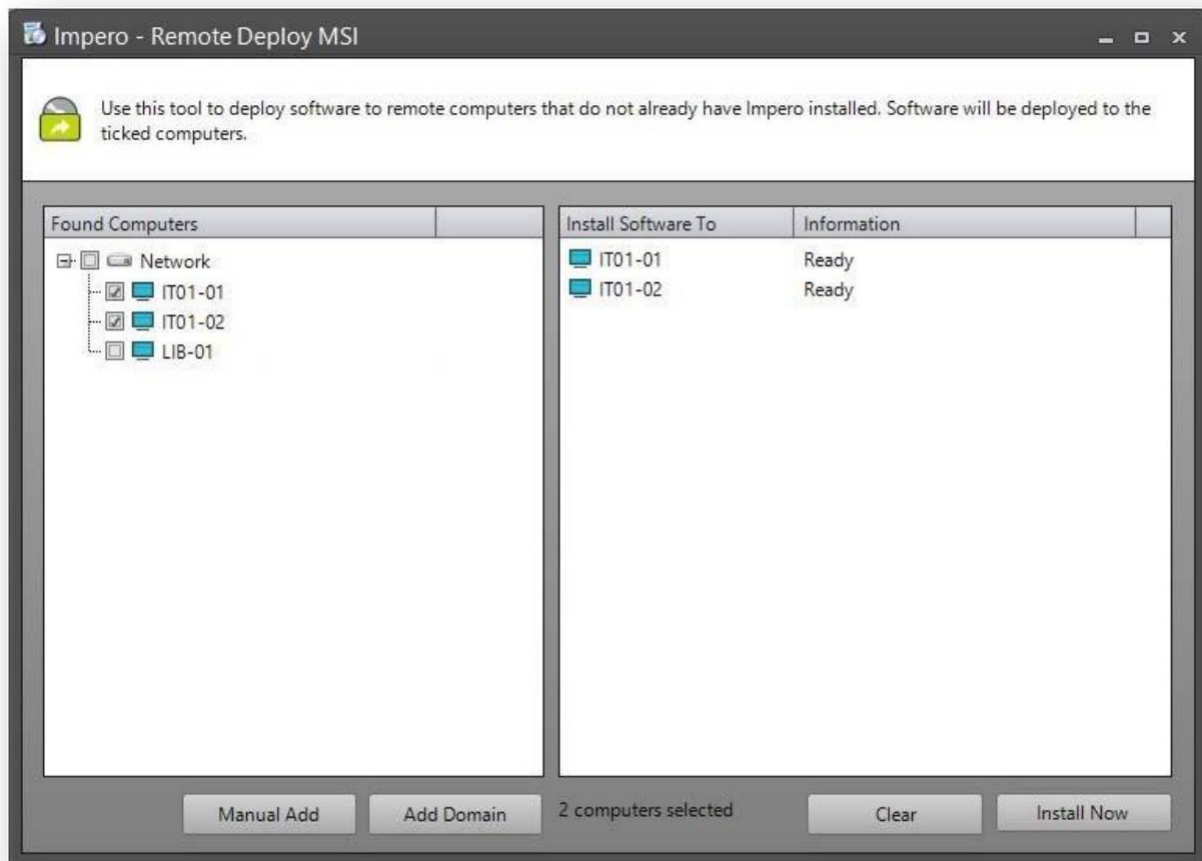 Impero - Remote Deploy MSI
Use this tool to deploy software to remote computers that do not already have Impero installed. Software will be deployed to the
ticked computers.
Found Computers
Network
IT01-01
IT01-02
LIB-01
Install Software To Information
IT01-01 Ready
IT01-02 Ready
Manual Add Add Domain 2 computers selected Clear Install Now